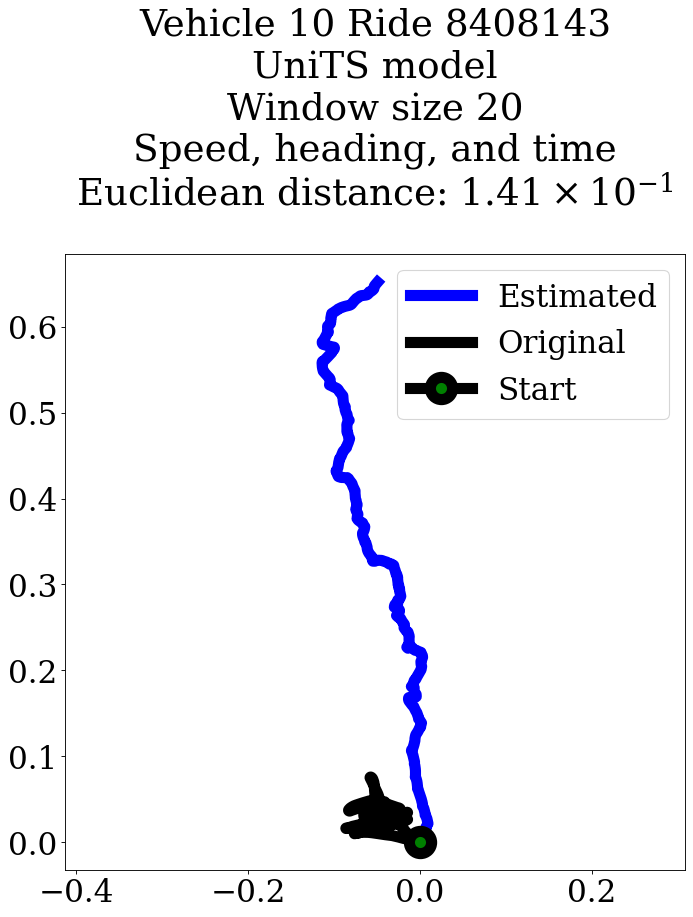 Vehicle 10 Ride 8408143
UniTS model
Window size 20
Speed, heading, and time
Euclidean distance: 1.41 × 10⁻¹
Estimated
Original
Start
0.6
0.5
0.4
0.3
0.2
0.1
0.0
−0.4 −0.2 0.0 0.2